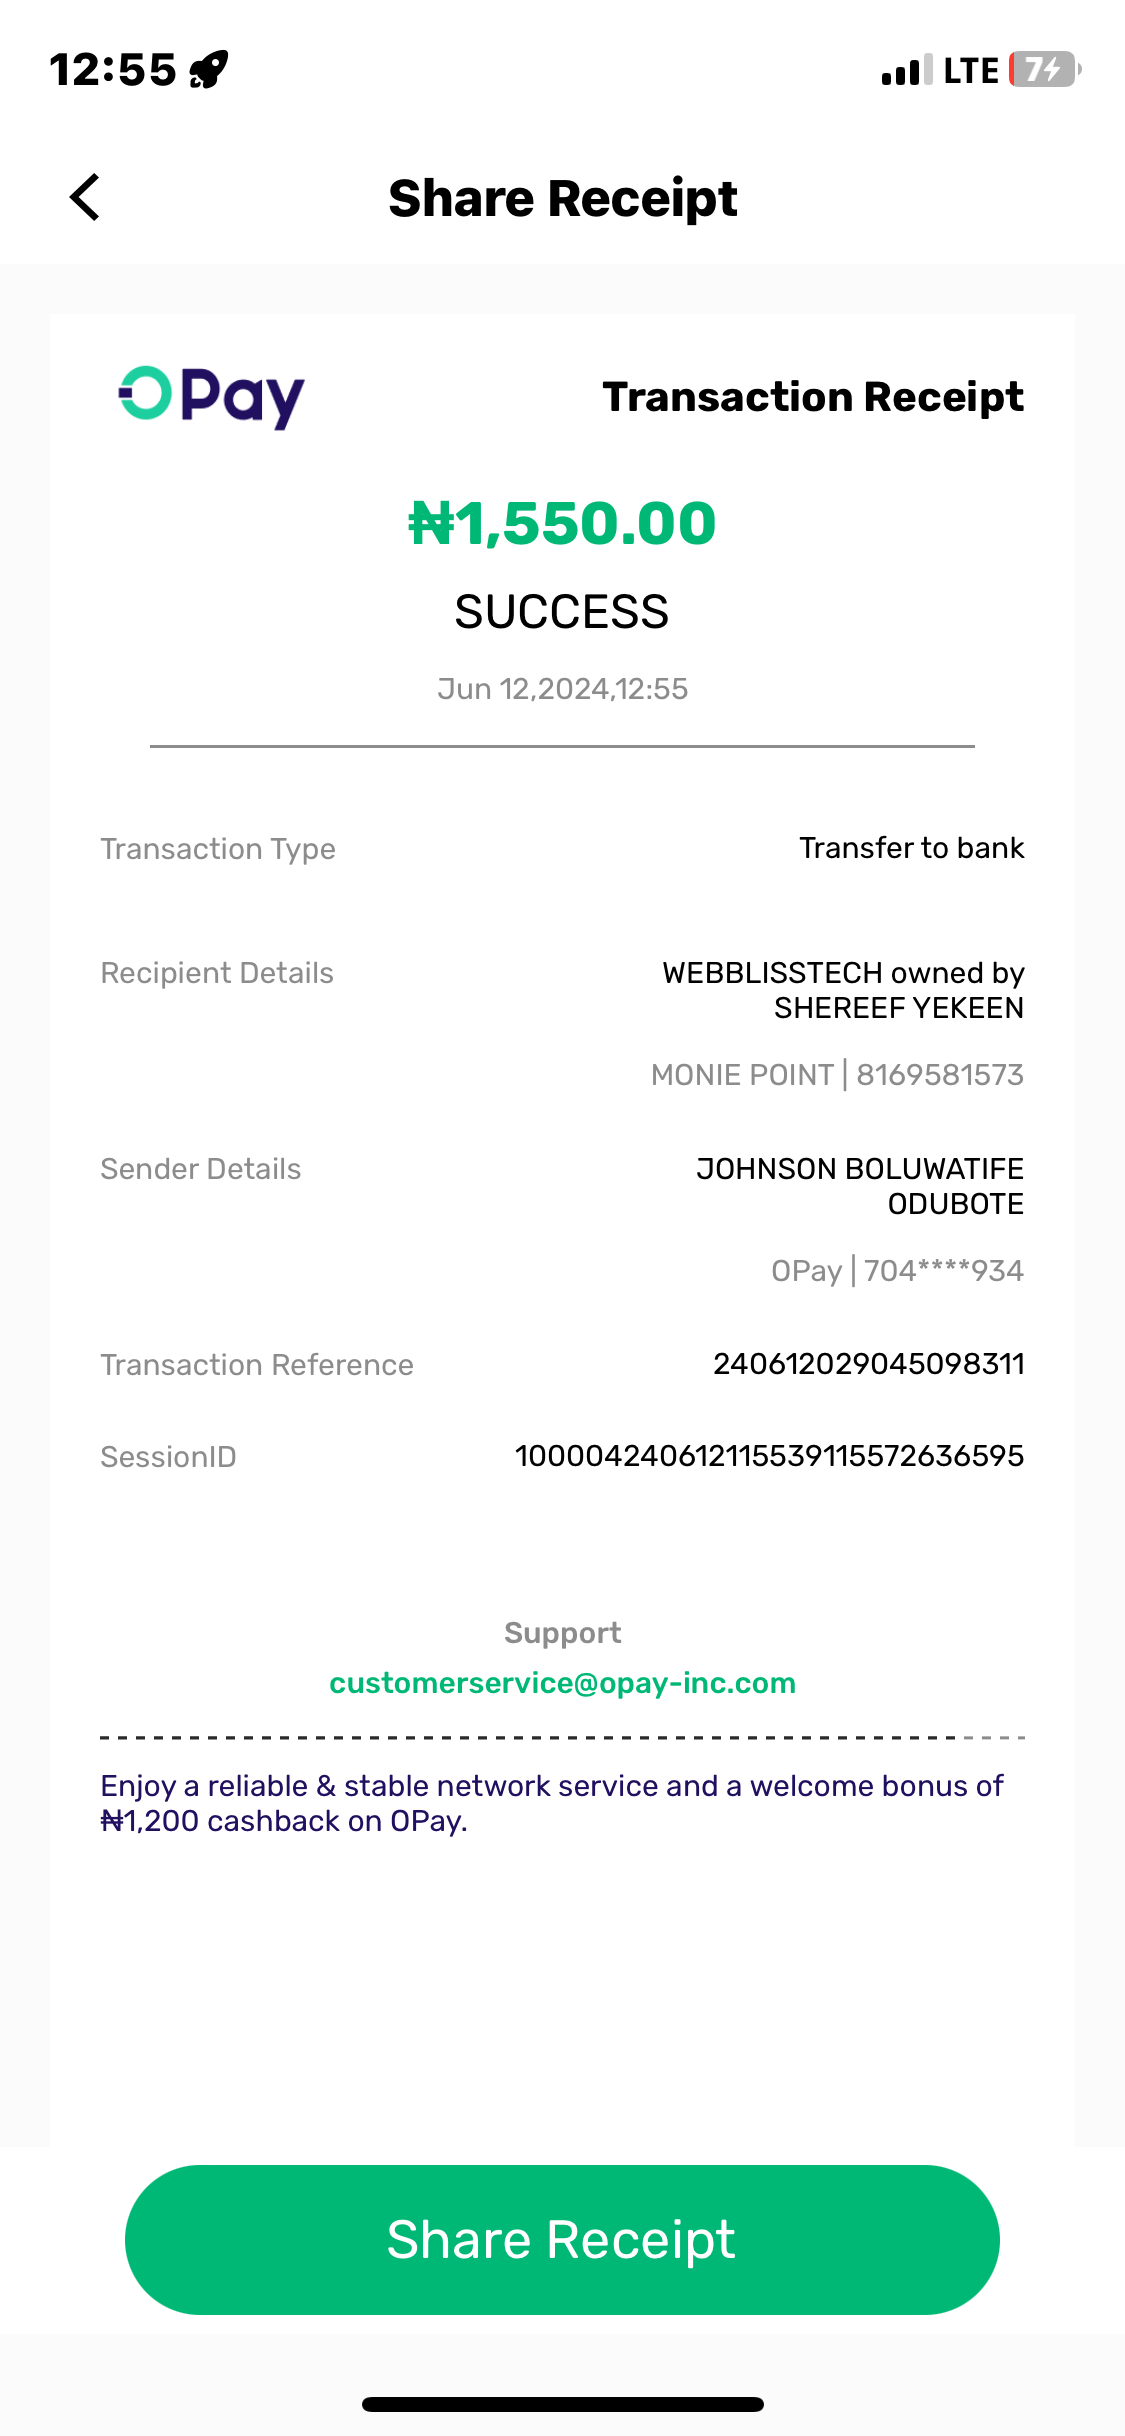 12:55
LTE 7
Share Receipt
OPay
Transaction Receipt
₦1,550.00
SUCCESS
Jun 12,2024,12:55
Transaction Type
Transfer to bank
Recipient Details
WEBBLISSTECH owned by
SHEREEF YEKEEN
MONIE POINT | 8169581573
Sender Details
JOHNSON BOLUWATIFE
ODUBOTE
OPay | 704****934
Transaction Reference
240612029045098311
SessionID
100004240612115539115572636595
Support
customerservice@opay-inc.com
Enjoy a reliable & stable network service and a welcome bonus of
₦1,200 cashback on OPay.
Share Receipt